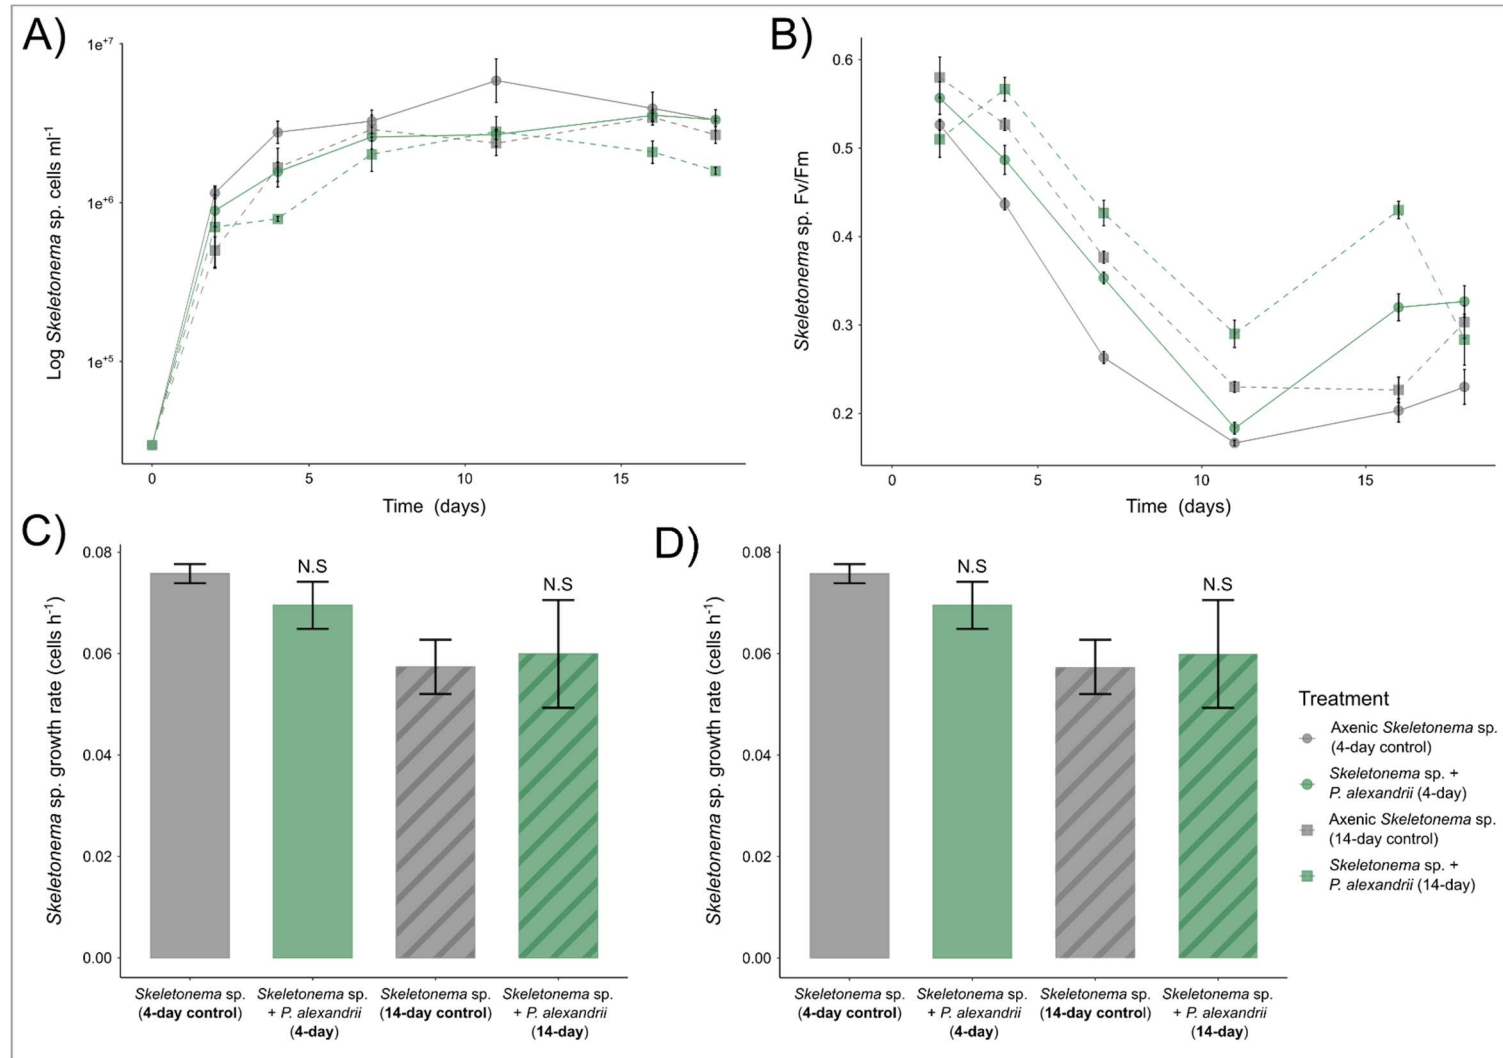 A)
1e+7
1e+6
1e+5
Log Skeletonema sp. cells ml⁻¹
0 5 10 15
Time (days)
B)
0.6
0.5
0.4
0.3
0.2
Skeletonema sp. Fv/Fm
0 5 10 15
Time (days)
C)
0.08
0.06
0.04
0.02
0.00
Skeletonema sp. growth rate (cells h⁻¹)
N.S
N.S
Skeletonema sp.
(4-day control)
Skeletonema sp.
+ P. alexandrii
(4-day)
Skeletonema sp.
(14-day control)
Skeletonema sp.
+ P. alexandrii
(14-day)
D)
0.08
0.06
0.04
0.02
0.00
Skeletonema sp. growth rate (cells h⁻¹)
N.S
N.S
Skeletonema sp.
(4-day control)
Skeletonema sp.
+ P. alexandrii
(4-day)
Skeletonema sp.
(14-day control)
Skeletonema sp.
+ P. alexandrii
(14-day)
Treatment
Axenic Skeletonema sp.
(4-day control)
Skeletonema sp. +
P. alexandrii (4-day)
Axenic Skeletonema sp.
(14-day control)
Skeletonema sp. +
P. alexandrii (14-day)